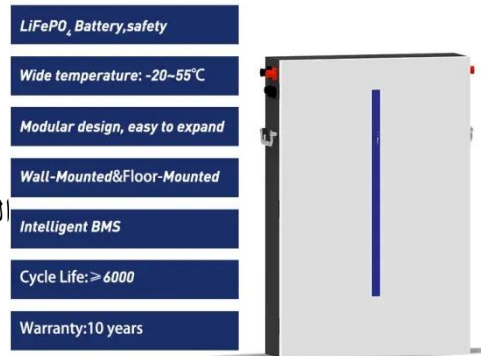 LiFePO₄ Battery,safety
Wide temperature: -20~55℃
Modular design, easy to expand
Wall-Mounted&Floor-Mounted
Intelligent BMS
Cycle Life:≥6000
Warranty:10 years